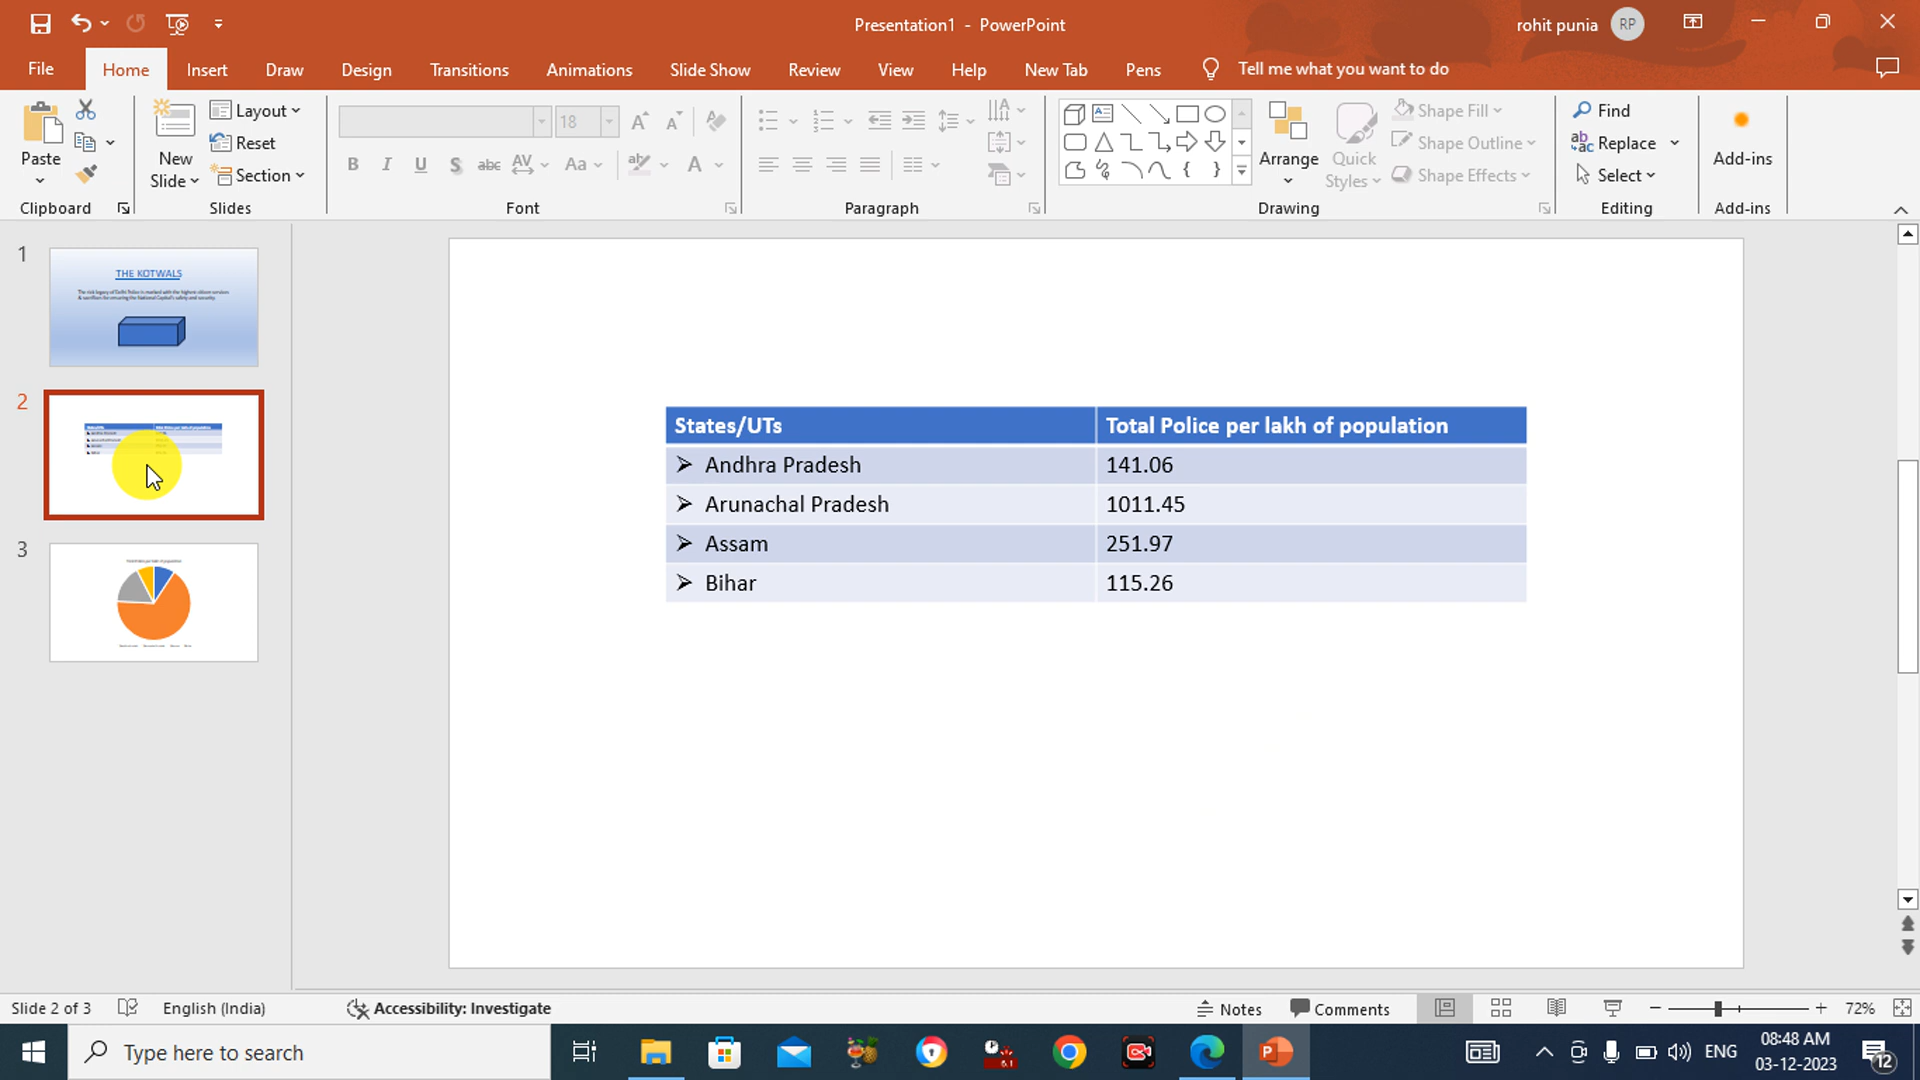 Presentation1 - PowerPoint
rohit punia RP
File Home Insert Draw Design Transitions Animations Slide Show Review View Help New Tab Pens Tell me what you want to do
Paste
New Slide
Layout
Reset
Section
18
Arrange
Quick Styles
Shape Fill
Shape Outline
Shape Effects
Find
Replace
Select
Add-ins
Clipboard Slides Font Paragraph Drawing Editing Add-ins
1
THE KOTWALS
2
3
States/UTs Total Police per lakh of population
Andhra Pradesh 141.06
Arunachal Pradesh 1011.45
Assam 251.97
Bihar 115.26
Slide 2 of 3 English (India) Accessibility: Investigate Notes Comments 72%
Type here to search
ENG
08:48 AM
03-12-2023
12